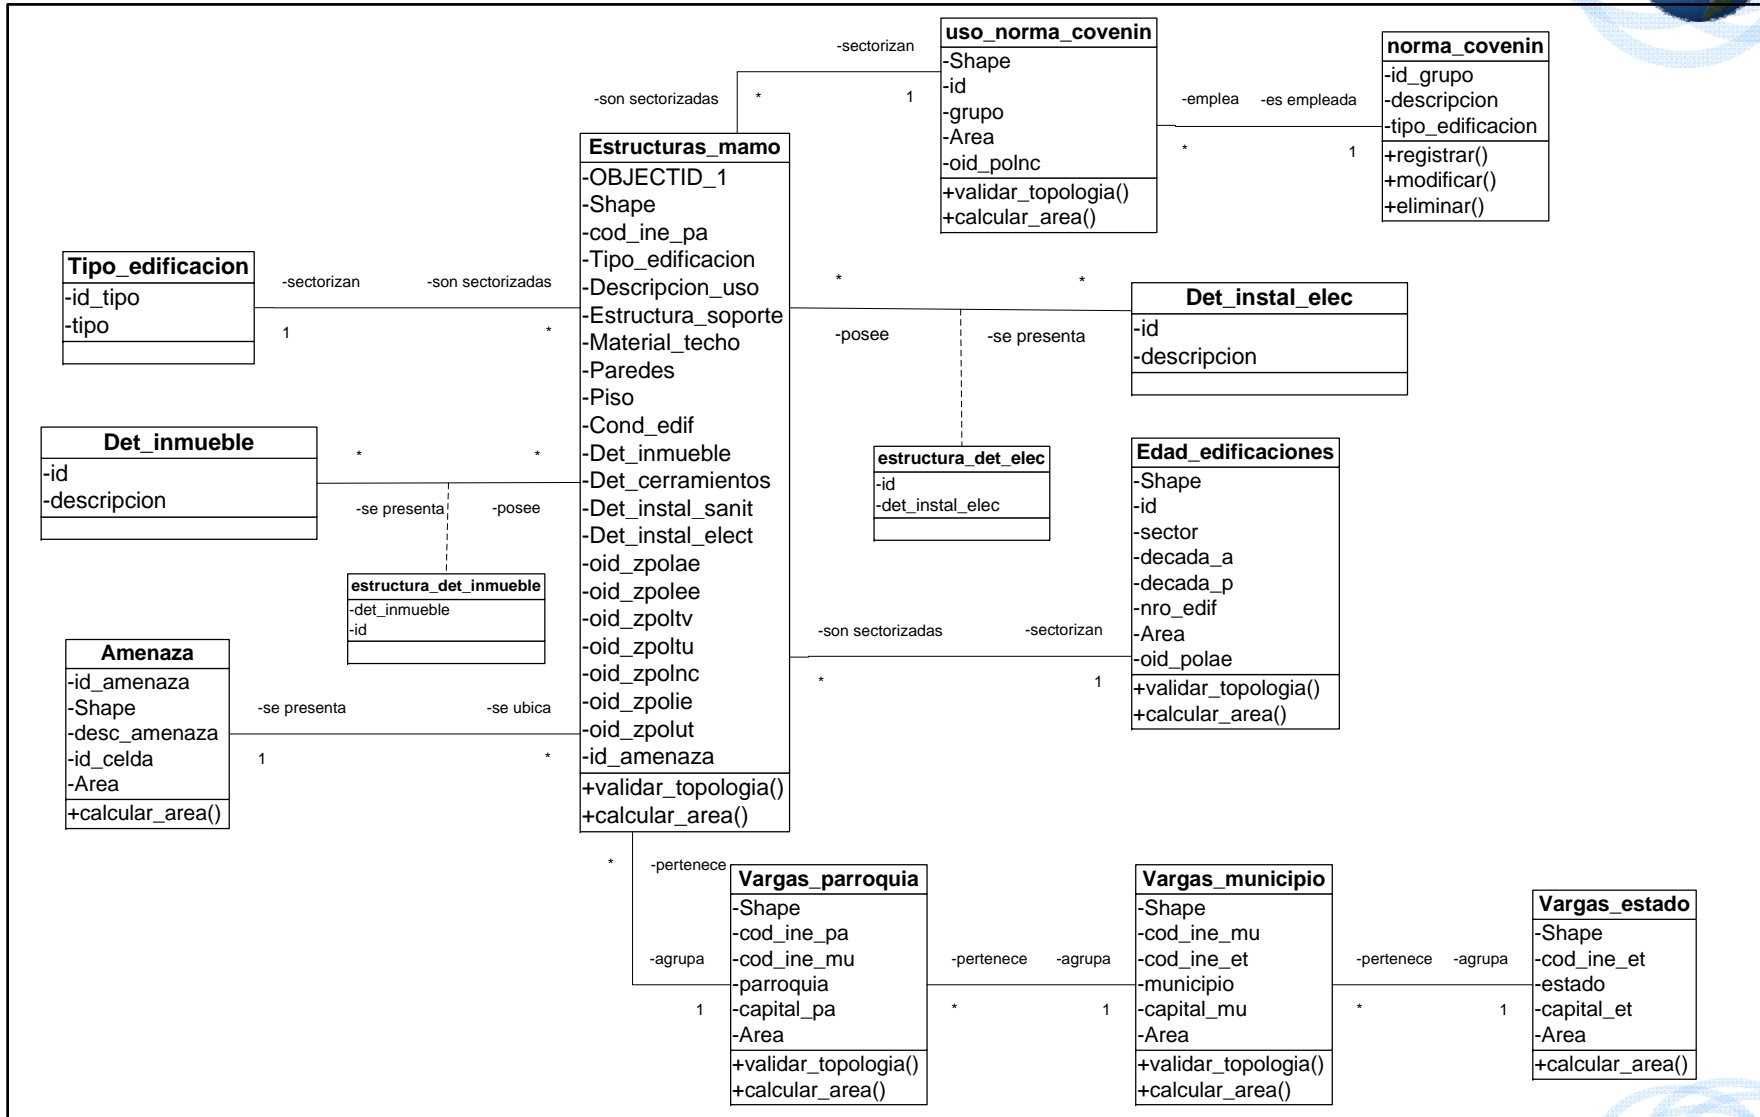 uso_norma_covenin
-Shape
-id
-grupo
-Area
-oid_polnc
+validar_topologia()
+calcular_area()
norma_covenin
-id_grupo
-descripcion
-tipo_edificacion
+registrar()
+modificar()
+eliminar()
-sectorizan
-son sectorizadas
*
1
-emplea
-es empleada
*
1
Estructuras_mamo
-OBJECTID_1
-Shape
-cod_ine_pa
-Tipo_edificacion
-Descripcion_uso
-Estructura_soporte
-Material_techo
-Paredes
-Piso
-Cond_edif
-Det_inmueble
-Det_cerramientos
-Det_instal_sanit
-Det_instal_elect
-oid_zpolae
-oid_zpolee
-oid_zpoltv
-oid_zpoltu
-oid_zpolnc
-oid_zpolie
-oid_zpolut
-id_amenaza
+validar_topologia()
+calcular_area()
Tipo_edificacion
-id_tipo
-tipo
-sectorizan
-son sectorizadas
1
*
*
*
-posee
-se presenta
Det_instal_elec
-id
-descripcion
estructura_det_elec
-id
-det_instal_elec
Det_inmueble
-id
-descripcion
*
*
-se presenta
-posee
estructura_det_inmueble
-det_inmueble
-id
Edad_edificaciones
-Shape
-id
-sector
-decada_a
-decada_p
-nro_edif
-Area
-oid_polae
+validar_topologia()
+calcular_area()
-son sectorizadas
-sectorizan
*
1
Amenaza
-id_amenaza
-Shape
-desc_amenaza
-id_celda
-Area
+calcular_area()
-se presenta
-se ubica
1
*
*
-pertenece
-agrupa
1
Vargas_parroquia
-Shape
-cod_ine_pa
-cod_ine_mu
-parroquia
-capital_pa
-Area
+validar_topologia()
+calcular_area()
-pertenece
-agrupa
*
1
Vargas_municipio
-Shape
-cod_ine_mu
-cod_ine_et
-municipio
-capital_mu
-Area
+validar_topologia()
+calcular_area()
-pertenece
-agrupa
*
1
Vargas_estado
-Shape
-cod_ine_et
-estado
-capital_et
-Area
+calcular_area()